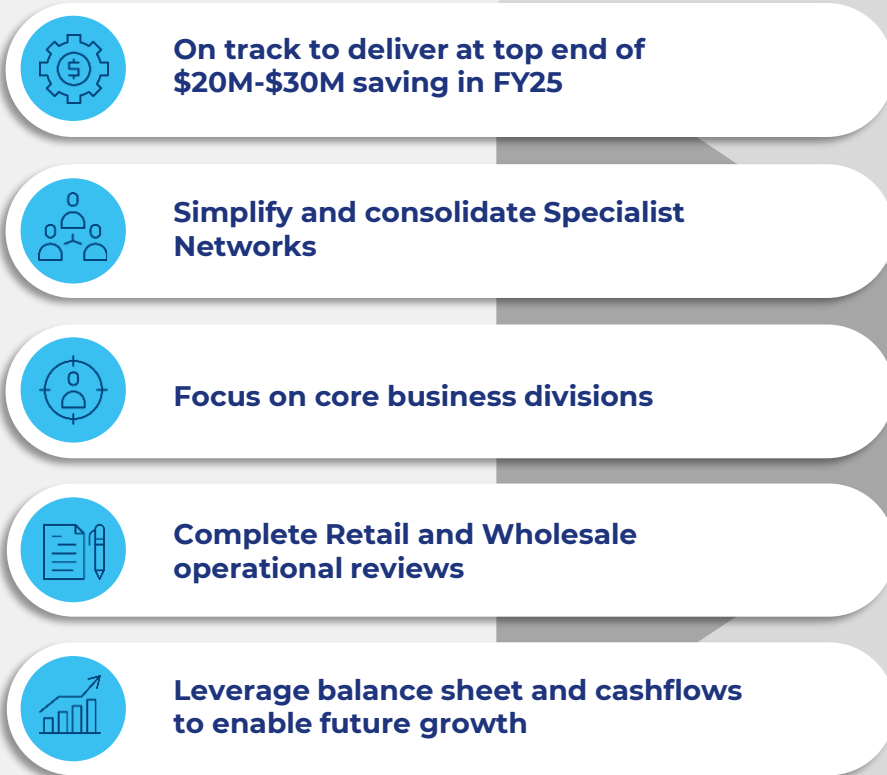 On track to deliver at top end of
$20M-$30M saving in FY25
Simplify and consolidate Specialist
Networks
Focus on core business divisions
Complete Retail and Wholesale
operational reviews
Leverage balance sheet and cashflows
to enable future growth